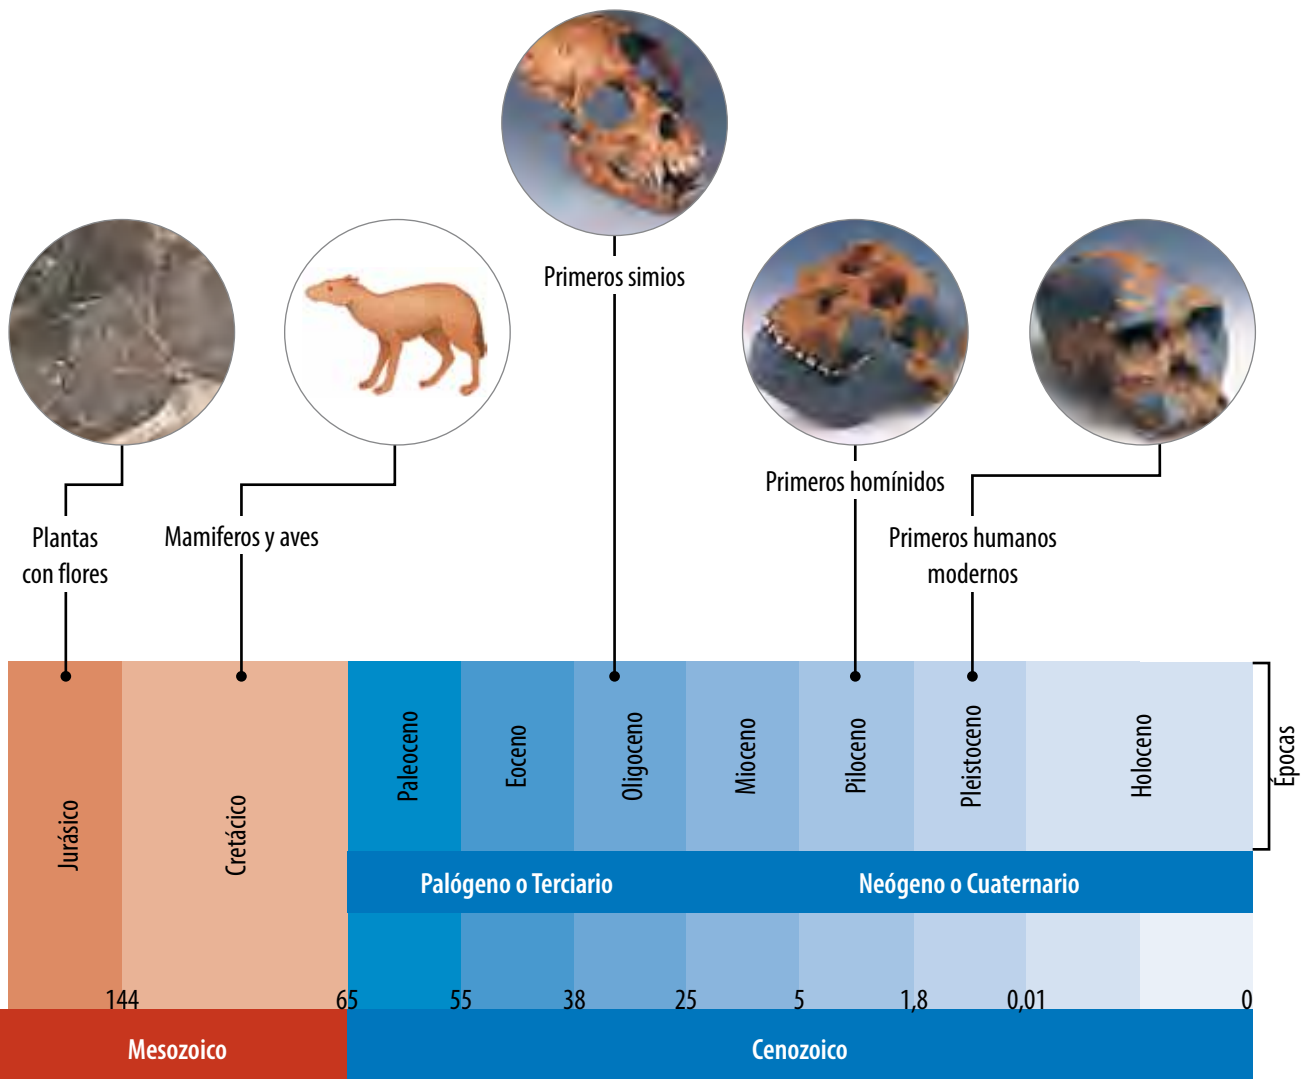 Primeros simios
Primeros homínidos
Plantas
con flores
Mamiferos y aves
Primeros humanos
modernos
Jurásico
Cretácico
Paleoceno
Eoceno
Oligoceno
Mioceno
Piloceno
Pleistoceno
Holoceno
Épocas
Palógeno o Terciario
Neógeno o Cuaternario
144
65
55
38
25
5
1,8
0,01
0
Mesozoico
Cenozoico